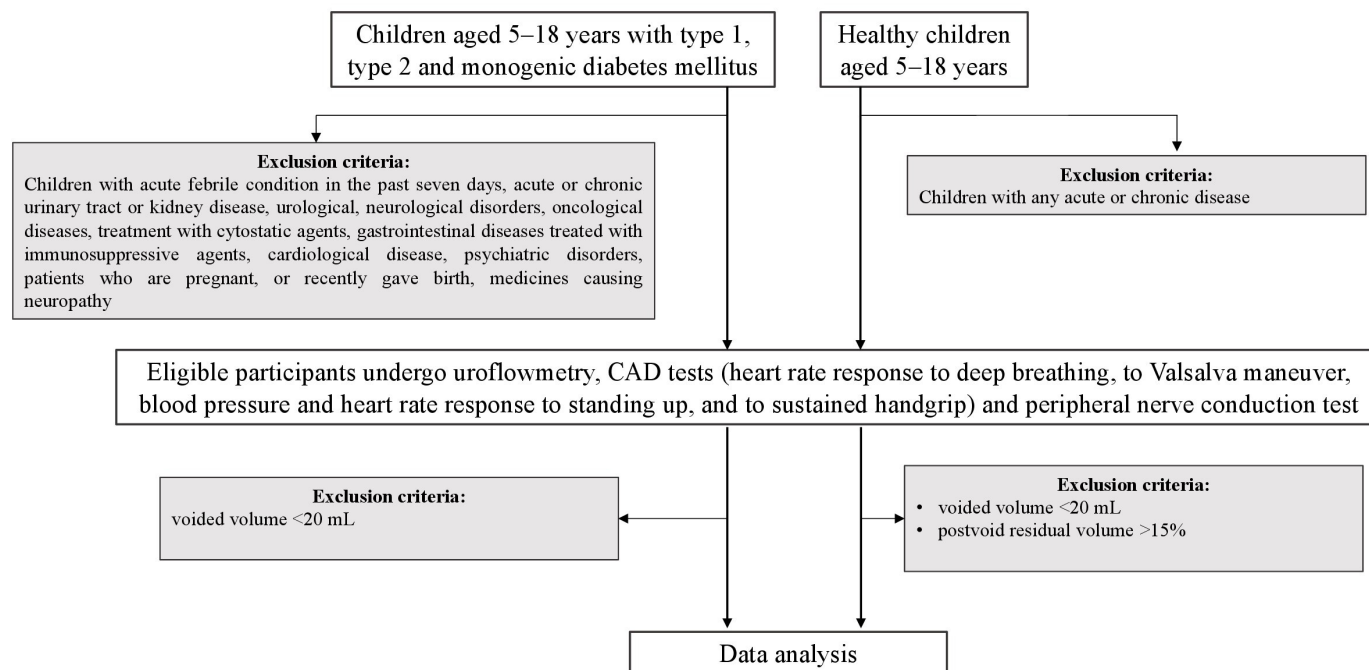 Children aged 5–18 years with type 1,
type 2 and monogenic diabetes mellitus
Healthy children
aged 5–18 years
Exclusion criteria:
Children with acute febrile condition in the past seven days, acute or chronic
urinary tract or kidney disease, urological, neurological disorders, oncological
diseases, treatment with cytostatic agents, gastrointestinal diseases treated with
immunosuppressive agents, cardiological disease, psychiatric disorders,
patients who are pregnant, or recently gave birth, medicines causing
neuropathy
Exclusion criteria:
Children with any acute or chronic disease
Eligible participants undergo uroflowmetry, CAD tests (heart rate response to deep breathing, to Valsalva maneuver,
blood pressure and heart rate response to standing up, and to sustained handgrip) and peripheral nerve conduction test
Exclusion criteria:
voided volume <20 mL
Exclusion criteria:
• voided volume <20 mL
• postvoid residual volume >15%
Data analysis